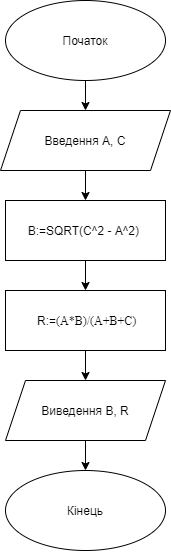 Початок
Введення A, C
B:=SQRT(C^2 - A^2)
R:=(A*B)/(A+B+C)
Виведення B, R
Кінець